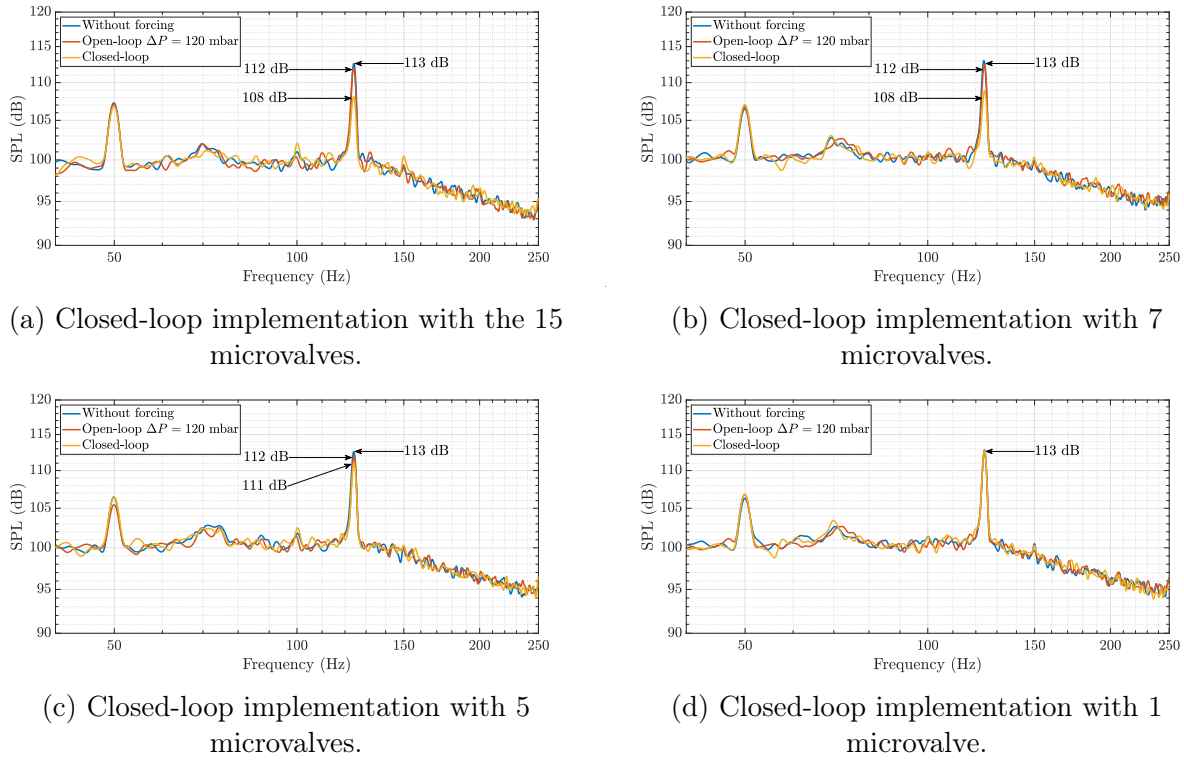 120
115
110
105
100
95
90
SPL (dB)
Without forcing
Open-loop ΔP = 120 mbar
Closed-loop
112 dB
113 dB
108 dB
50
100
150
200
250
Frequency (Hz)
(a) Closed-loop implementation with the 15
microvalves.
120
115
110
105
100
95
90
SPL (dB)
Without forcing
Open-loop ΔP = 120 mbar
Closed-loop
112 dB
113 dB
108 dB
50
100
150
200
250
Frequency (Hz)
(b) Closed-loop implementation with 7
microvalves.
120
115
110
105
100
95
90
SPL (dB)
Without forcing
Open-loop ΔP = 120 mbar
Closed-loop
112 dB
113 dB
111 dB
50
100
150
200
250
Frequency (Hz)
(c) Closed-loop implementation with 5
microvalves.
120
115
110
105
100
95
90
SPL (dB)
Without forcing
Open-loop ΔP = 120 mbar
Closed-loop
113 dB
50
100
150
200
250
Frequency (Hz)
(d) Closed-loop implementation with 1
microvalve.